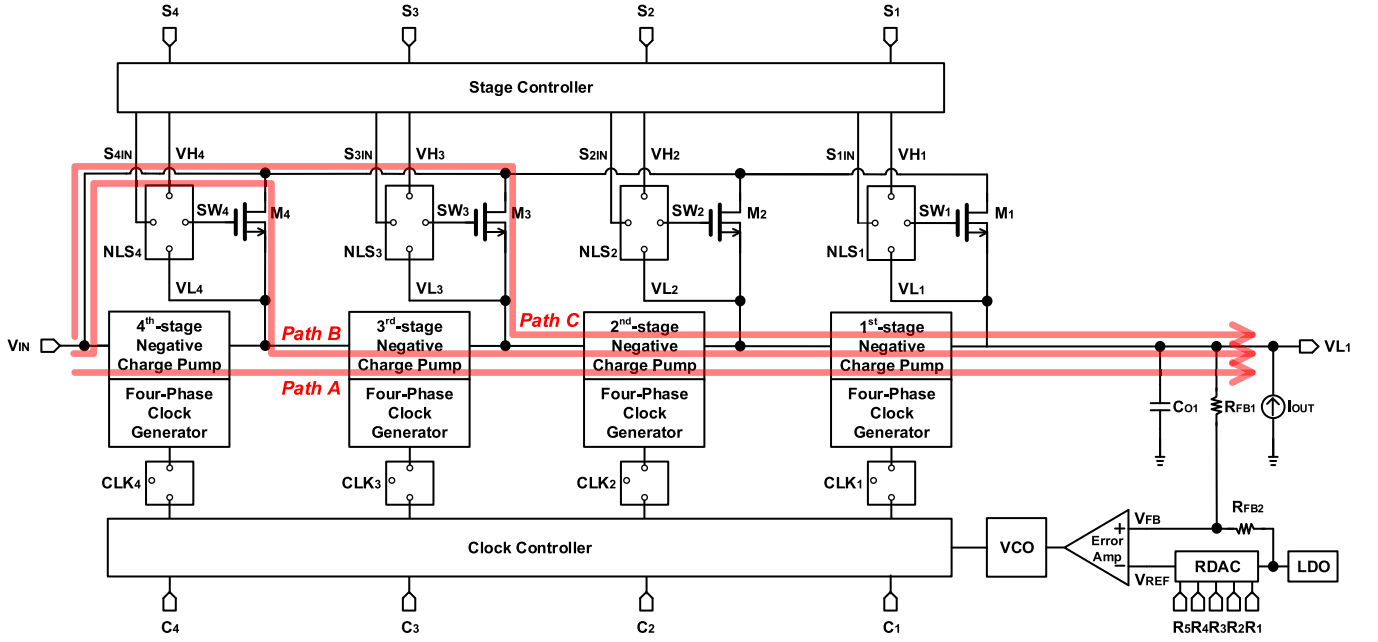 S4 S3 S2 S1
Stage Controller
S4IN VH4 S3IN VH3 S2IN VH2 S1IN VH1
SW4 M4 SW3 M3 SW2 M2 SW1 M1
NLS4 NLS3 NLS2 NLS1
VL4 VL3 VL2 VL1
4th-stage Negative Charge Pump
3rd-stage Negative Charge Pump
2nd-stage Negative Charge Pump
1st-stage Negative Charge Pump
Path B
Path C
VIN
VL1
Path A
Four-Phase Clock Generator
Four-Phase Clock Generator
Four-Phase Clock Generator
Four-Phase Clock Generator
CO1 RFB1 IOUT
CLK4 CLK3 CLK2 CLK1
Clock Controller
VCO
Error Amp
+
−
VFB
RFB2
VREF
RDAC
LDO
R5R4R3R2R1
C4 C3 C2 C1